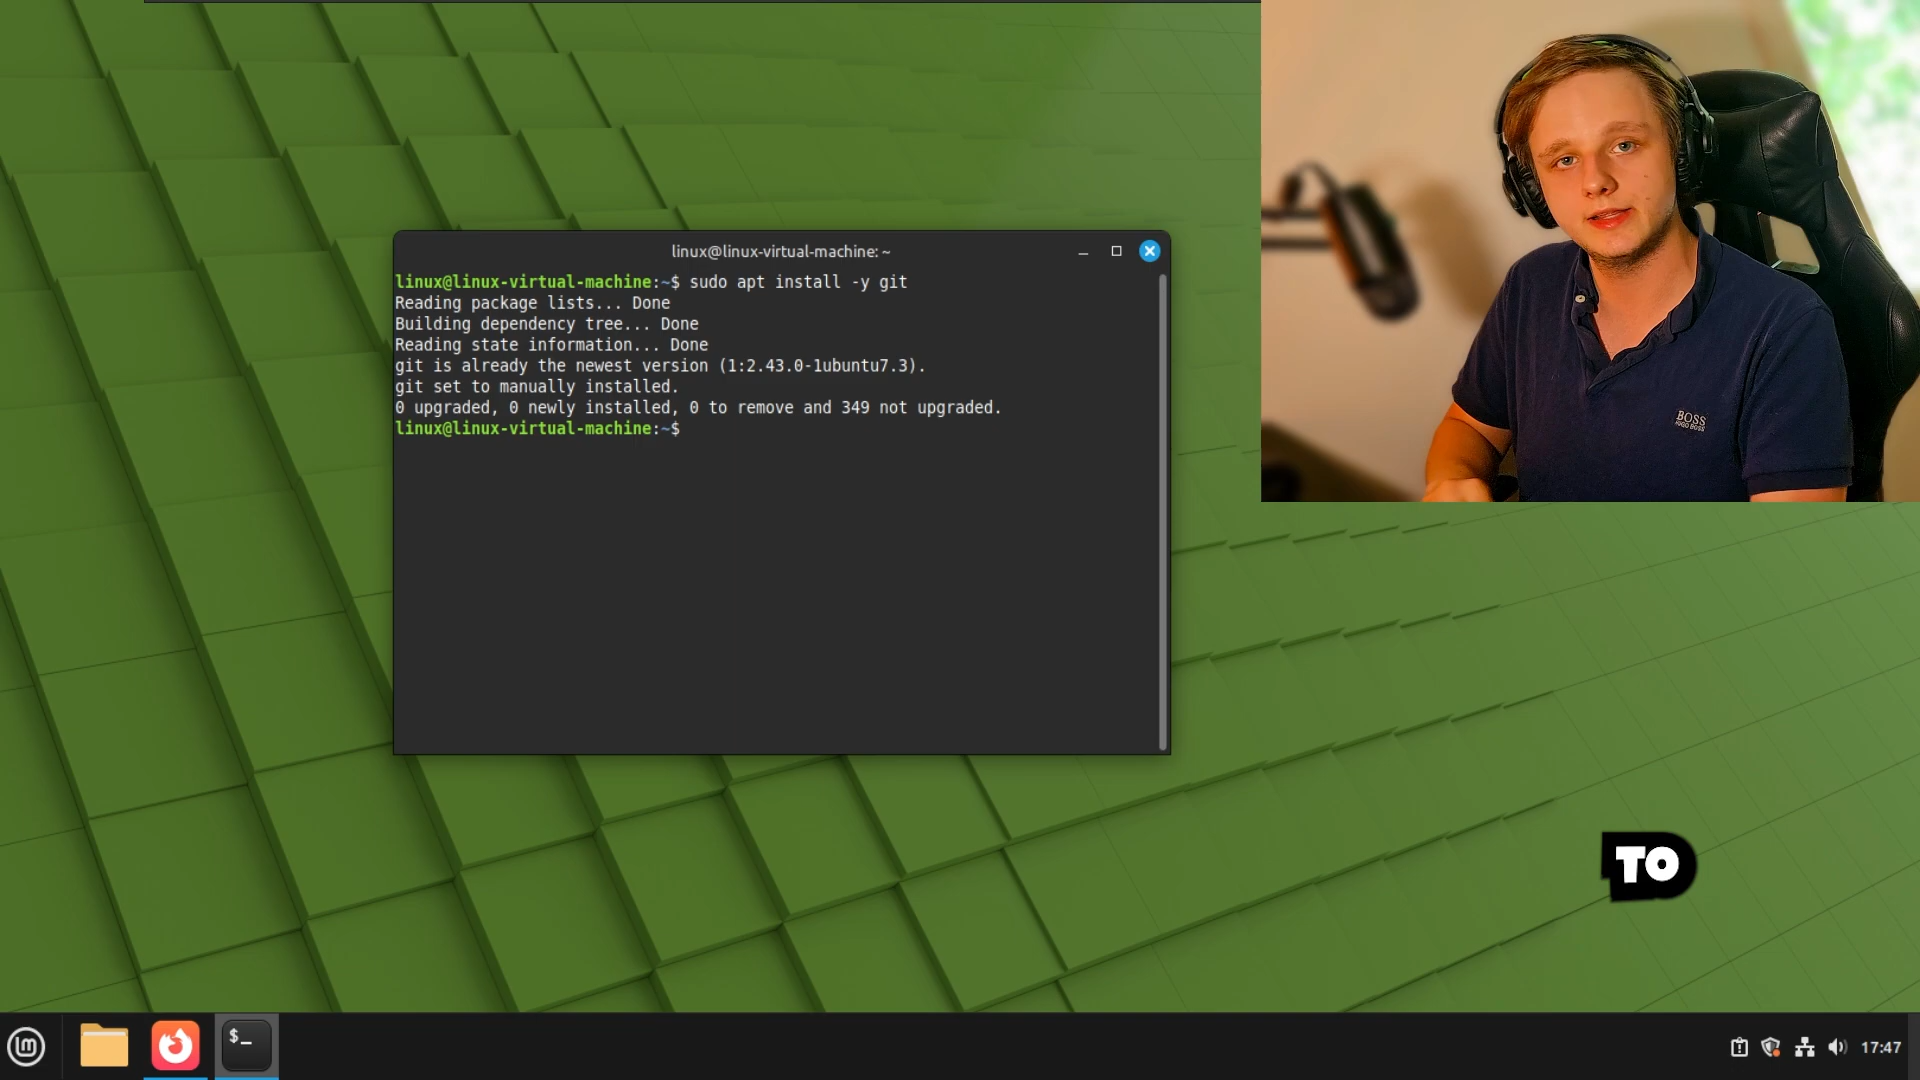 linux@linux-virtual-machine: ~
linux@linux-virtual-machine:~$ sudo apt install -y git
Reading package lists... Done
Building dependency tree... Done
Reading state information... Done
git is already the newest version (1:2.43.0-1ubuntu7.3).
git set to manually installed.
0 upgraded, 0 newly installed, 0 to remove and 349 not upgraded.
linux@linux-virtual-machine:~$
BOSS
HUGO BOSS
TO
$_
17:47